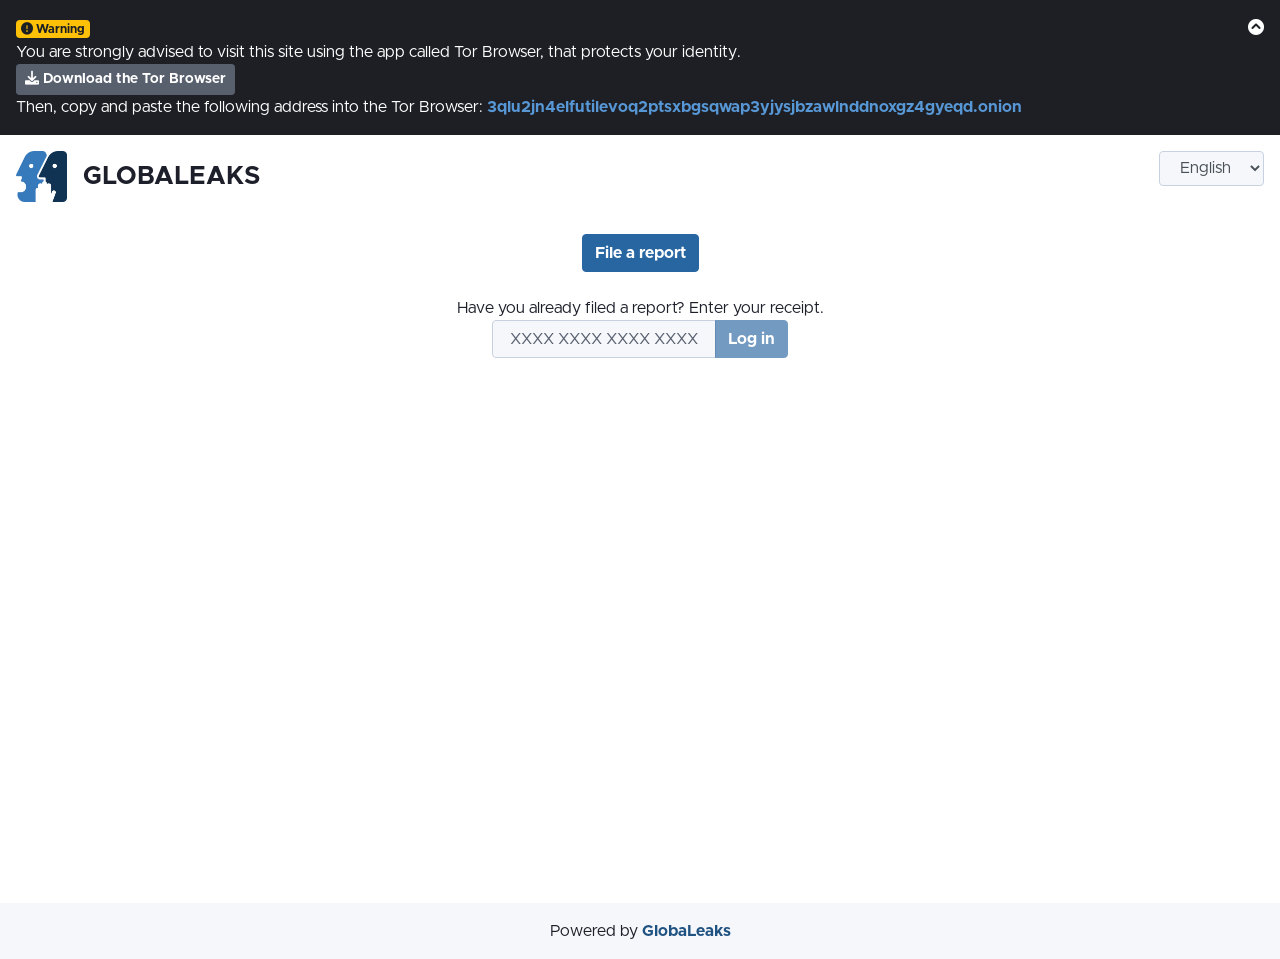 Warning
You are strongly advised to visit this site using the app called Tor Browser, that protects your identity.
Download the Tor Browser
Then, copy and paste the following address into the Tor Browser: 3qlu2jn4elfutilevoq2ptsxbgsqwap3yjysjbzawlnddnoxgz4gyeqd.onion
GLOBALEAKS
English
File a report
Have you already filed a report? Enter your receipt.
XXXX XXXX XXXX XXXX Log in
Powered by GlobaLeaks